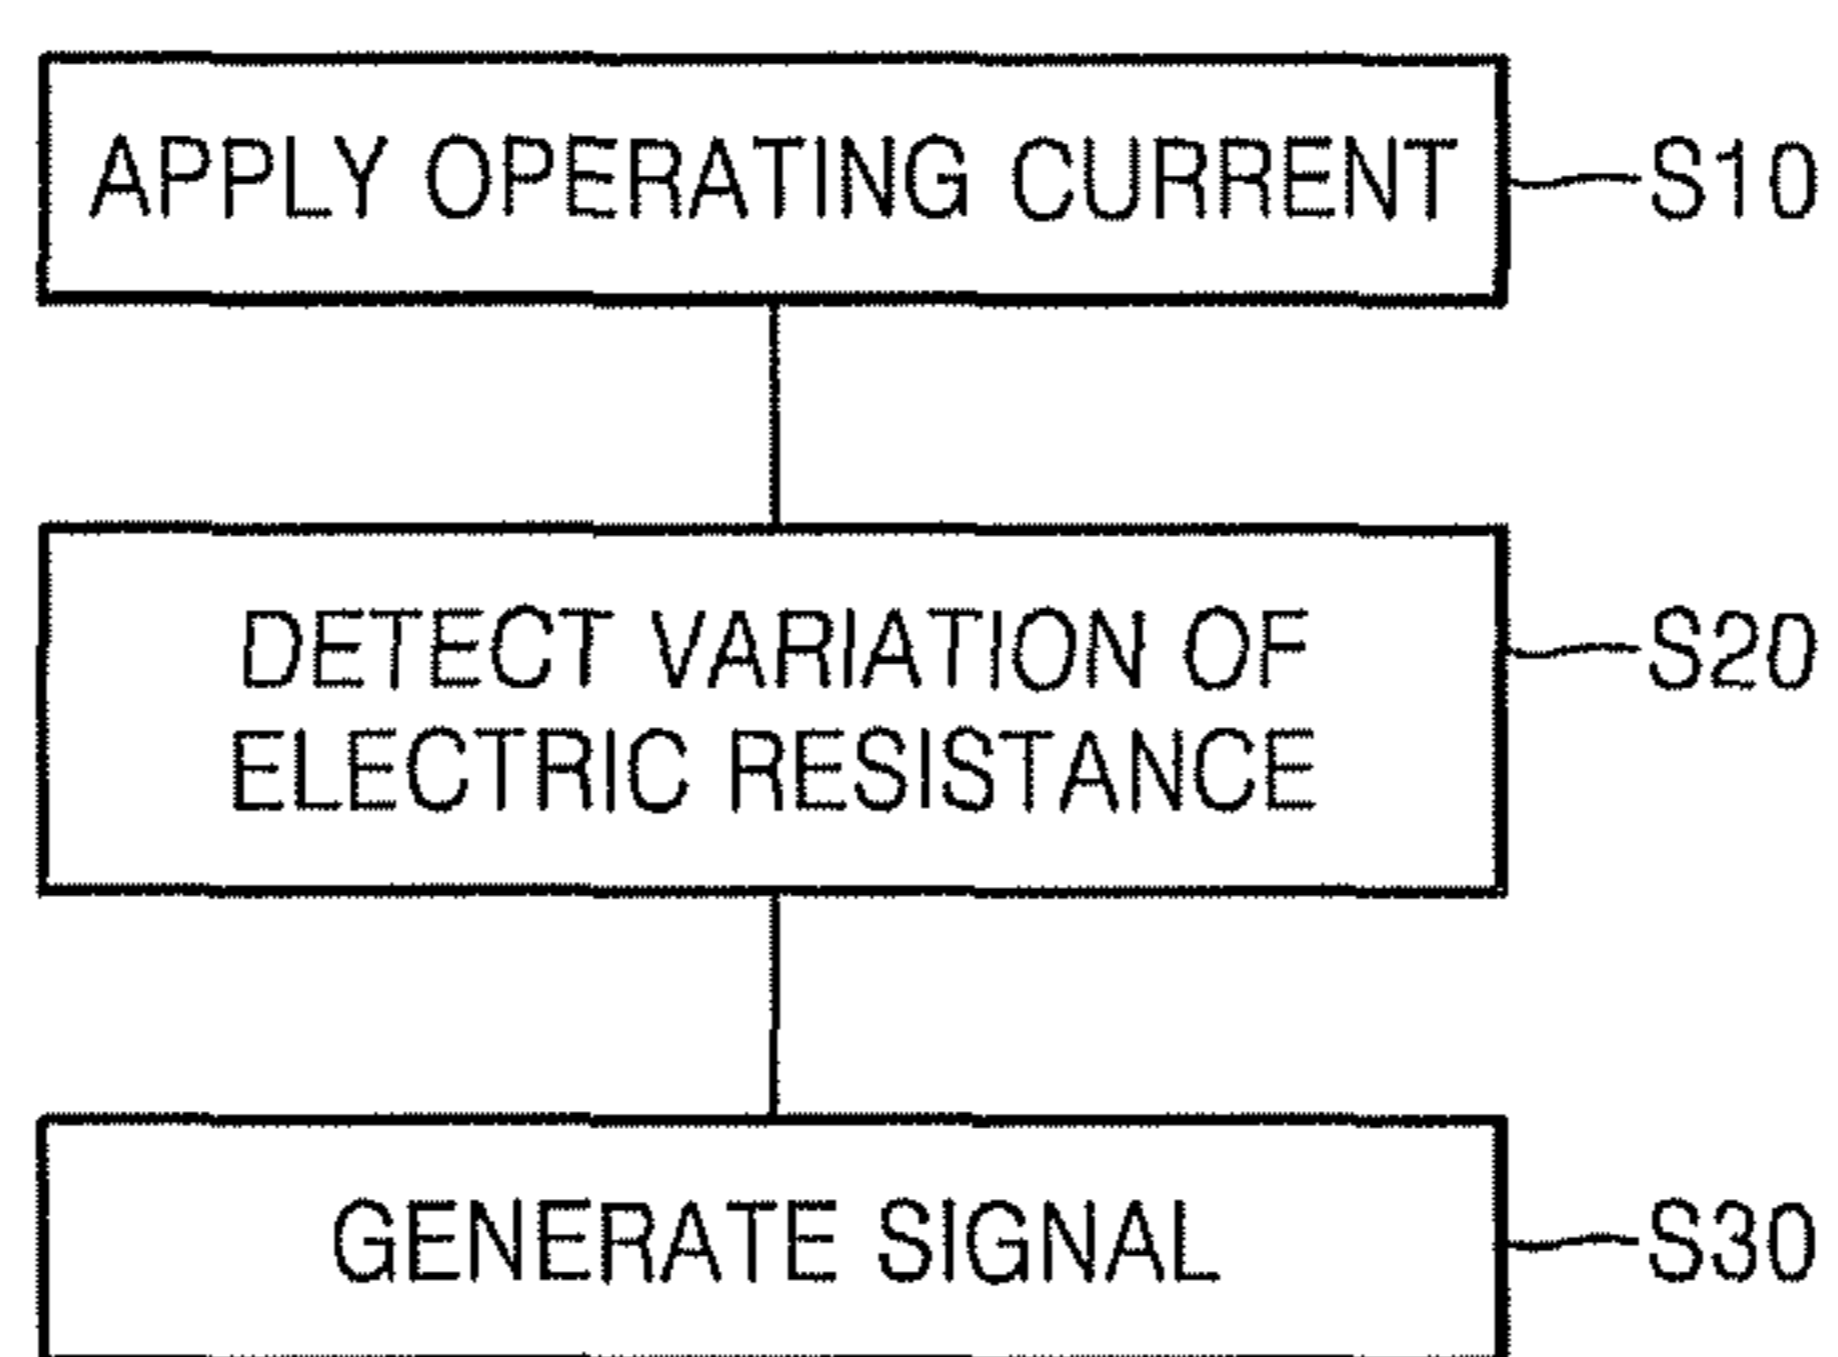 APPLY OPERATING CURRENT
S10
DETECT VARIATION OF
ELECTRIC RESISTANCE
S20
GENERATE SIGNAL
S30